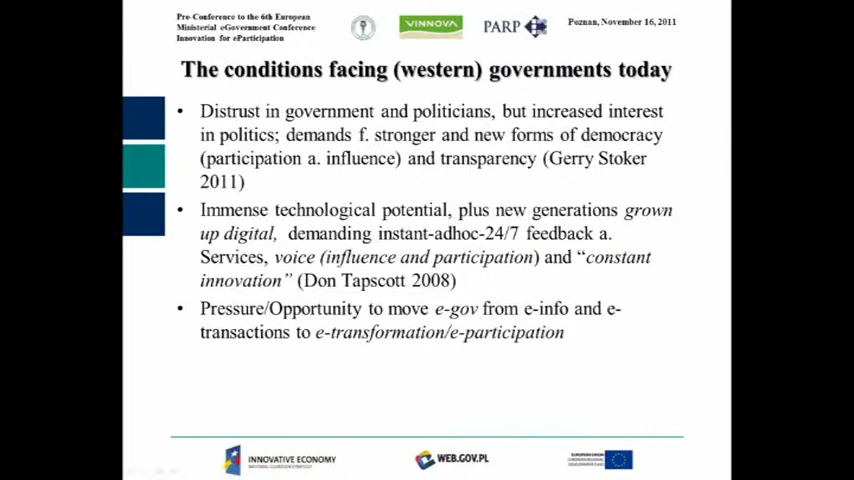 Pre-Conference to the 6th European
Ministerial eGovernment Conference
Innovation for eParticipation
VINNOVA
PARP
Poznan, November 16, 2011
The conditions facing (western) governments today
• Distrust in government and politicians, but increased interest
in politics; demands f. stronger and new forms of democracy
(participation a. influence) and transparency (Gerry Stoker
2011)
• Immense technological potential, plus new generations grown
up digital, demanding instant-adhoc-24/7 feedback a.
Services, voice (influence and participation) and “constant
innovation” (Don Tapscott 2008)
• Pressure/Opportunity to move e-gov from e-info and e-
transactions to e-transformation/e-participation
INNOVATIVE ECONOMY
NATIONAL COHESION STRATEGY
WEB.GOV.PL
EUROPEAN UNION
EUROPEAN REGIONAL
DEVELOPMENT FUND